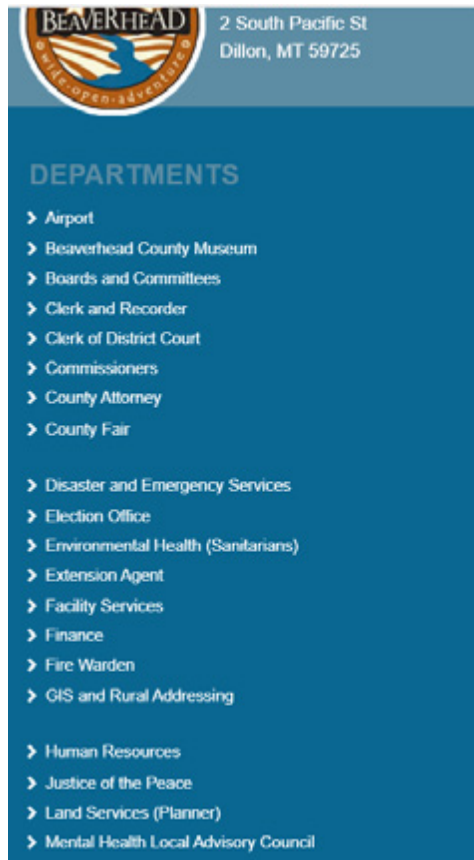 BEAVERHEAD
wide·open·adventure
2 South Pacific St
Dillon, MT 59725
DEPARTMENTS
Airport
Beaverhead County Museum
Boards and Committees
Clerk and Recorder
Clerk of District Court
Commissioners
County Attorney
County Fair
Disaster and Emergency Services
Election Office
Environmental Health (Sanitarians)
Extension Agent
Facility Services
Finance
Fire Warden
GIS and Rural Addressing
Human Resources
Justice of the Peace
Land Services (Planner)
Mental Health Local Advisory Council